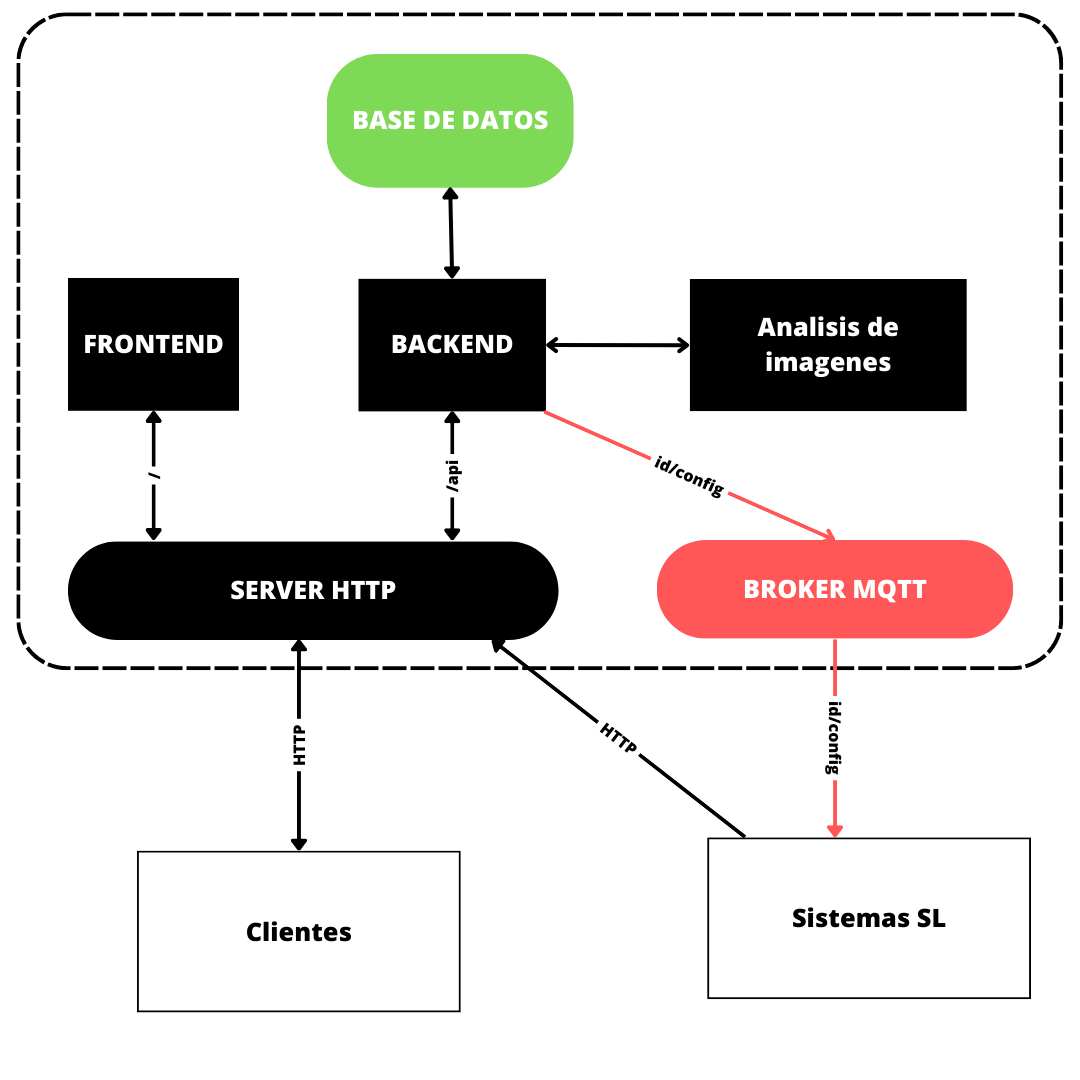 BASE DE DATOS
FRONTEND
BACKEND
Analisis de
imagenes
/
/api
id/config
SERVER HTTP
BROKER MQTT
HTTP
HTTP
id/config
Clientes
Sistemas SL